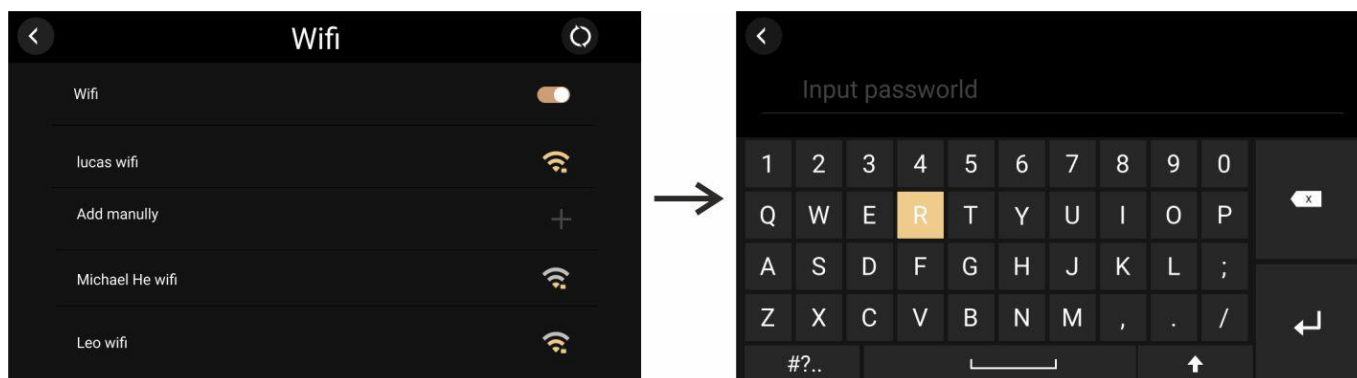 Wifi
Wifi
lucas wifi
Add manully
Michael He wifi
Leo wifi
Input passworld
1 2 3 4 5 6 7 8 9 0
Q W E R T Y U I O P
x
A S D F G H J K L ;
Z X C V B N M , . /
#?..